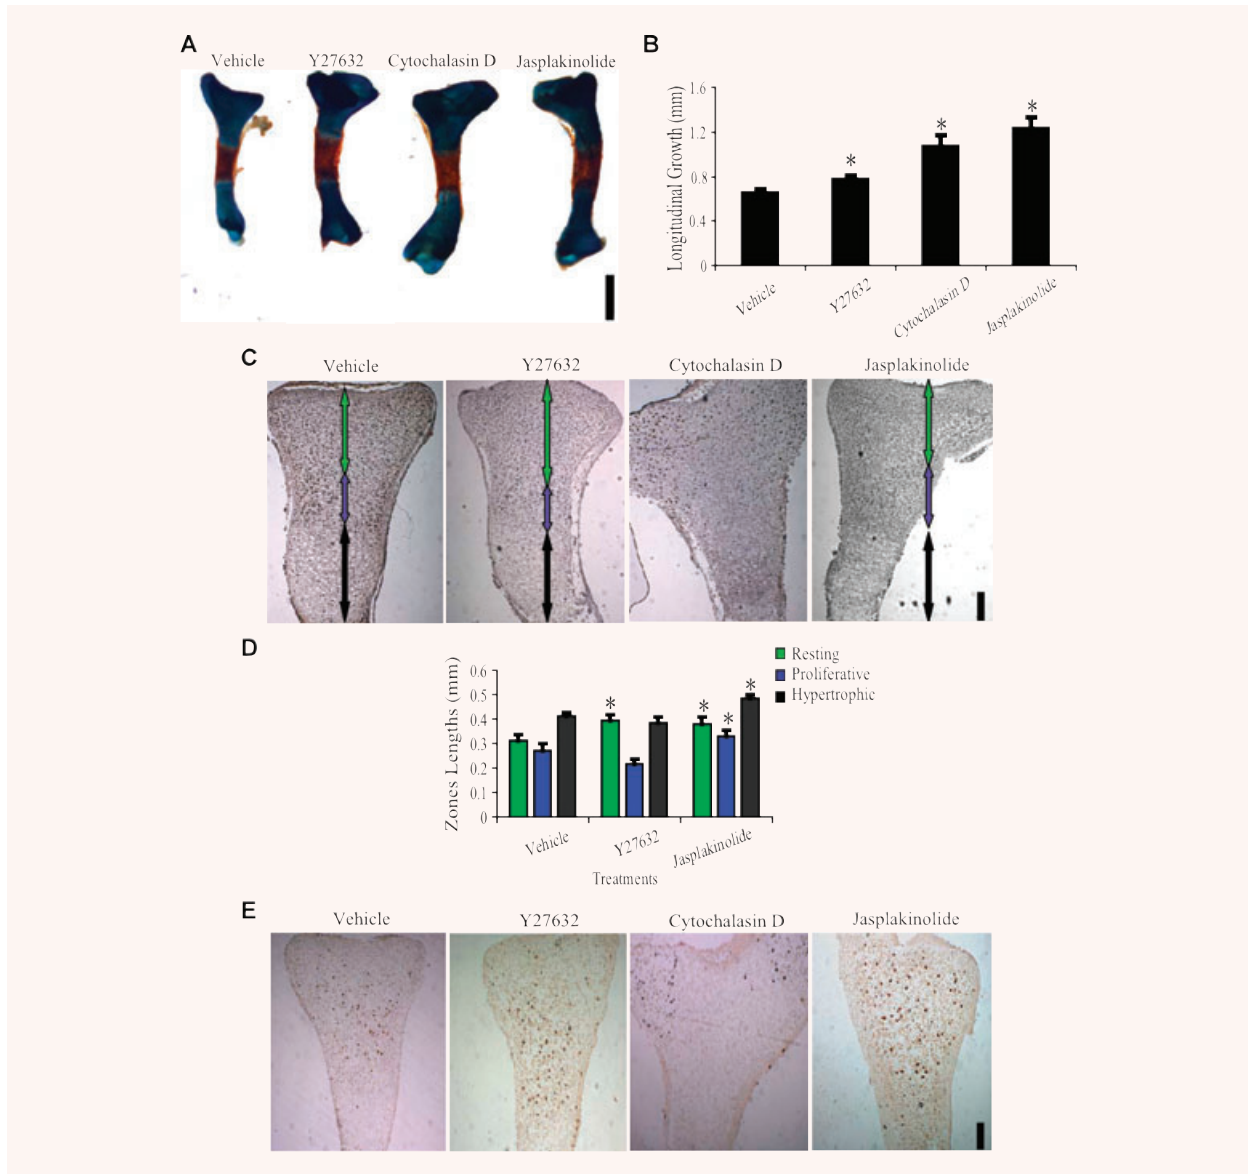 A
Vehicle Y27632 Cytochalasin D Jasplakinolide
B
Longitudinal Growth (mm)
1.6
1.2
0.8
0.4
0
* * *
Vehicle Y27632 Cytochalasin D Jasplakinolide
C
Vehicle Y27632 Cytochalasin D Jasplakinolide
D
Zones Lengths (mm)
0.6
0.5
0.4
0.3
0.2
0.1
0
* * * *
Resting
Proliferative
Hypertrophic
Vehicle Y27632 Jasplakinolide
Treatments
E
Vehicle Y27632 Cytochalasin D Jasplakinolide